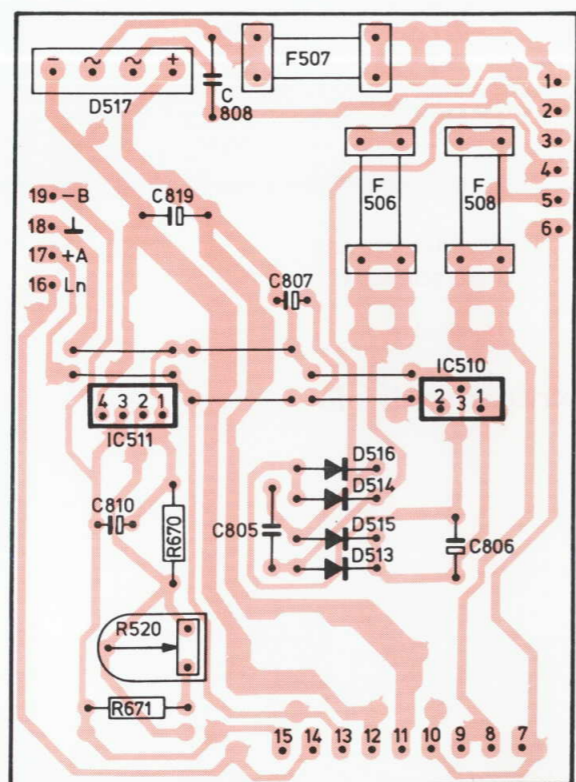 F507
− ~ ~ +
D517
C
808
1
2
3
4
5
6
F
506
F
508
19 −B
18 ⊥
17 +A
16 Ln
C819
C807
IC510
2 3 1
4 3 2 1
IC511
D516
D514
D515
D513
C810
R670
C805
C806
R520
R671
15 14 13 12 11 10 9 8 7